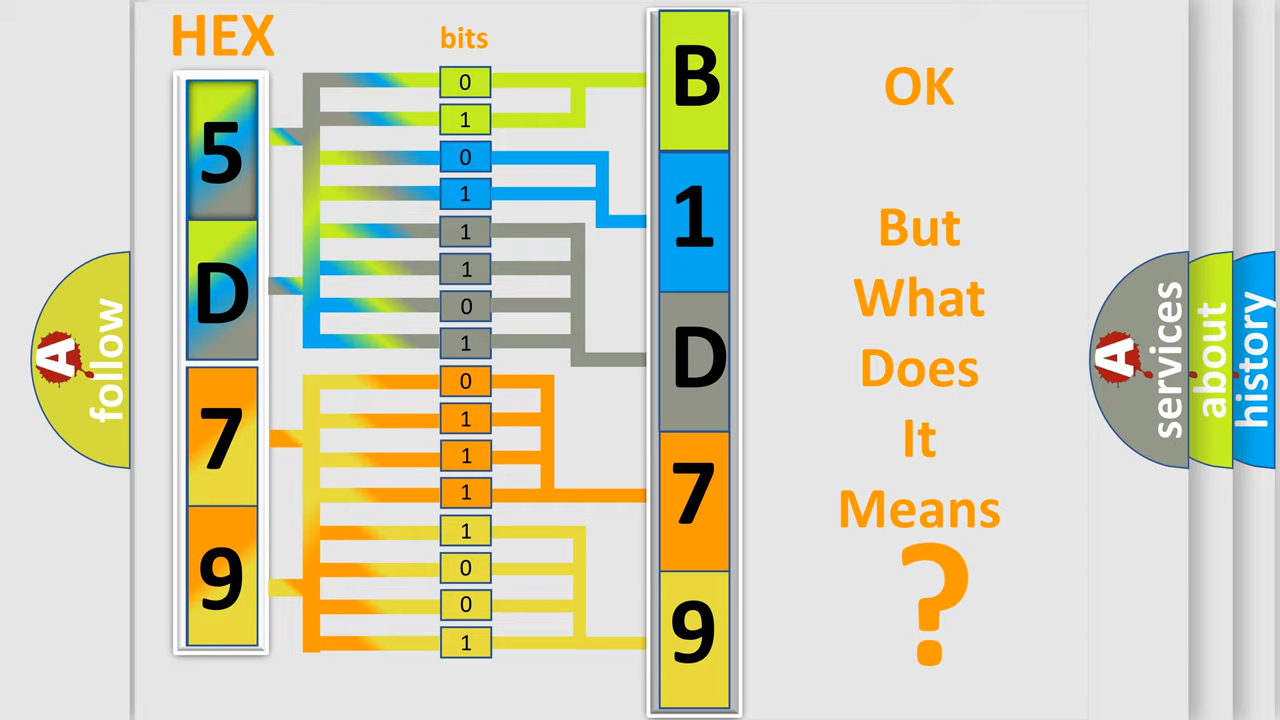 HEX
5
D
7
9
bits
0
1
0
1
1
1
0
1
0
1
1
1
1
0
0
1
B
1
D
7
9
OK
But
What
Does
It
Means
?
A
follow
A
services
about
history